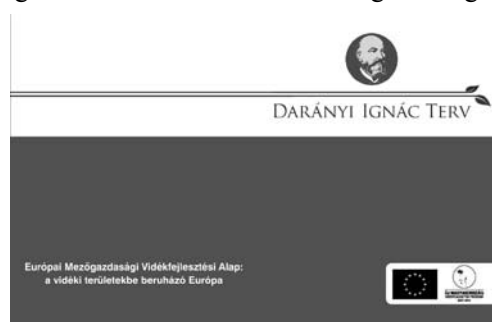 DARÁNYI IGNÁC TERV
Európai Mezőgazdasági Vidékfejlesztési Alap:
a vidéki területekbe beruházó Európa